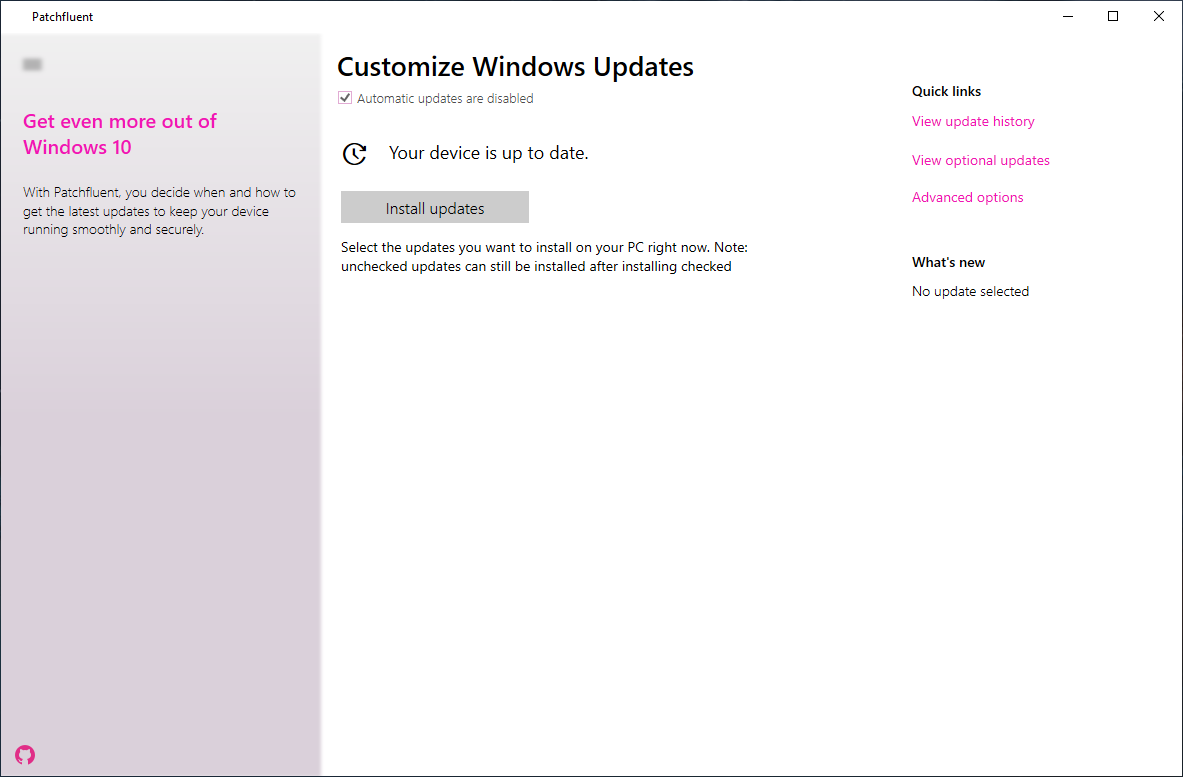 Patchfluent
Get even more out of
Windows 10
With Patchfluent, you decide when and how to
get the latest updates to keep your device
running smoothly and securely.
Customize Windows Updates
Automatic updates are disabled
Your device is up to date.
Install updates
Select the updates you want to install on your PC right now. Note:
unchecked updates can still be installed after installing checked
Quick links
View update history
View optional updates
Advanced options
What's new
No update selected